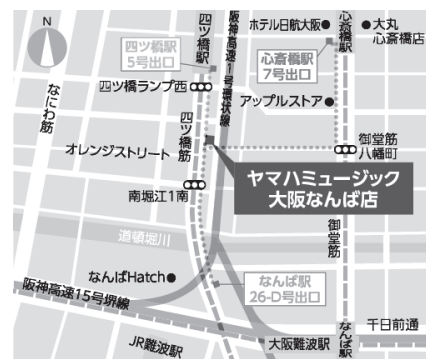 N
なにわ筋
四ツ橋駅
四ツ橋駅
5号出口
四ツ橋ランプ西
四ツ橋筋
阪神高速1号環状線
ホテル日航大阪
心斎橋駅
大丸
心斎橋店
心斎橋駅
7号出口
アップルストア
オレンジストリート
御堂筋
八幡町
ヤマハミュージック
大阪なんば店
南堀江1南
道頓堀川
御堂筋
なんばHatch
なんば駅
26-D号出口
阪神高速15号堺線
JR難波駅
大阪難波駅
なんば駅
千日前通